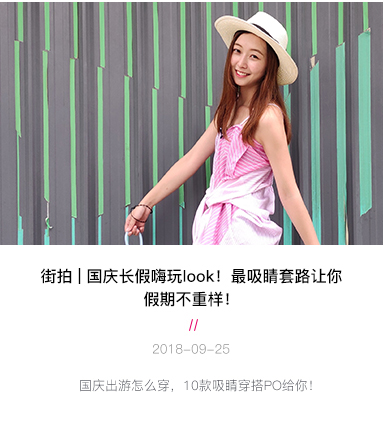 街拍 | 国庆长假嗨玩look！最吸睛套路让你
假期不重样！
//
2018-09-25
国庆出游怎么穿，10款吸睛穿搭PO给你！